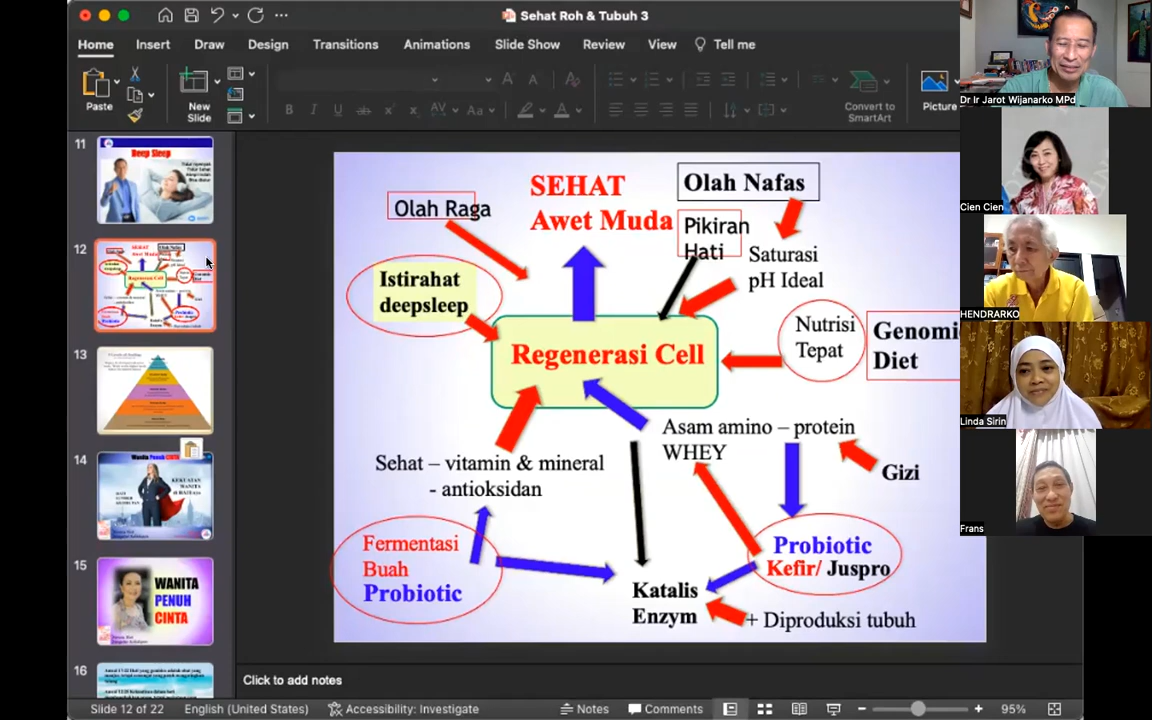 Sehat Roh & Tubuh 3
Home Insert Draw Design Transitions Animations Slide Show Review View Tell me
Paste
New
Slide
Convert to
SmartArt
Picture
11
Deep Sleep
12
13
14
Wanita Penuh CINTA
KEKUATAN
WANITA
15
WANITA
PENUH
CINTA
16
SEHAT
Awet Muda
Olah Raga
Olah Nafas
Pikiran
Hati
Saturasi
pH Ideal
Istirahat
deepsleep
Regenerasi Cell
Nutrisi
Tepat
Genomi
Diet
Asam amino – protein
WHEY
Gizi
Sehat – vitamin & mineral
- antioksidan
Fermentasi
Buah
Probiotic
Probiotic
Kefir/ Juspro
Katalis
Enzym
+ Diproduksi tubuh
Click to add notes
Slide 12 of 22 English (United States) Accessibility: Investigate Notes Comments 95%
Dr Ir Jarot Wijanarko MPd
Cien Cien
HENDRARKO
Linda Sirin
Frans